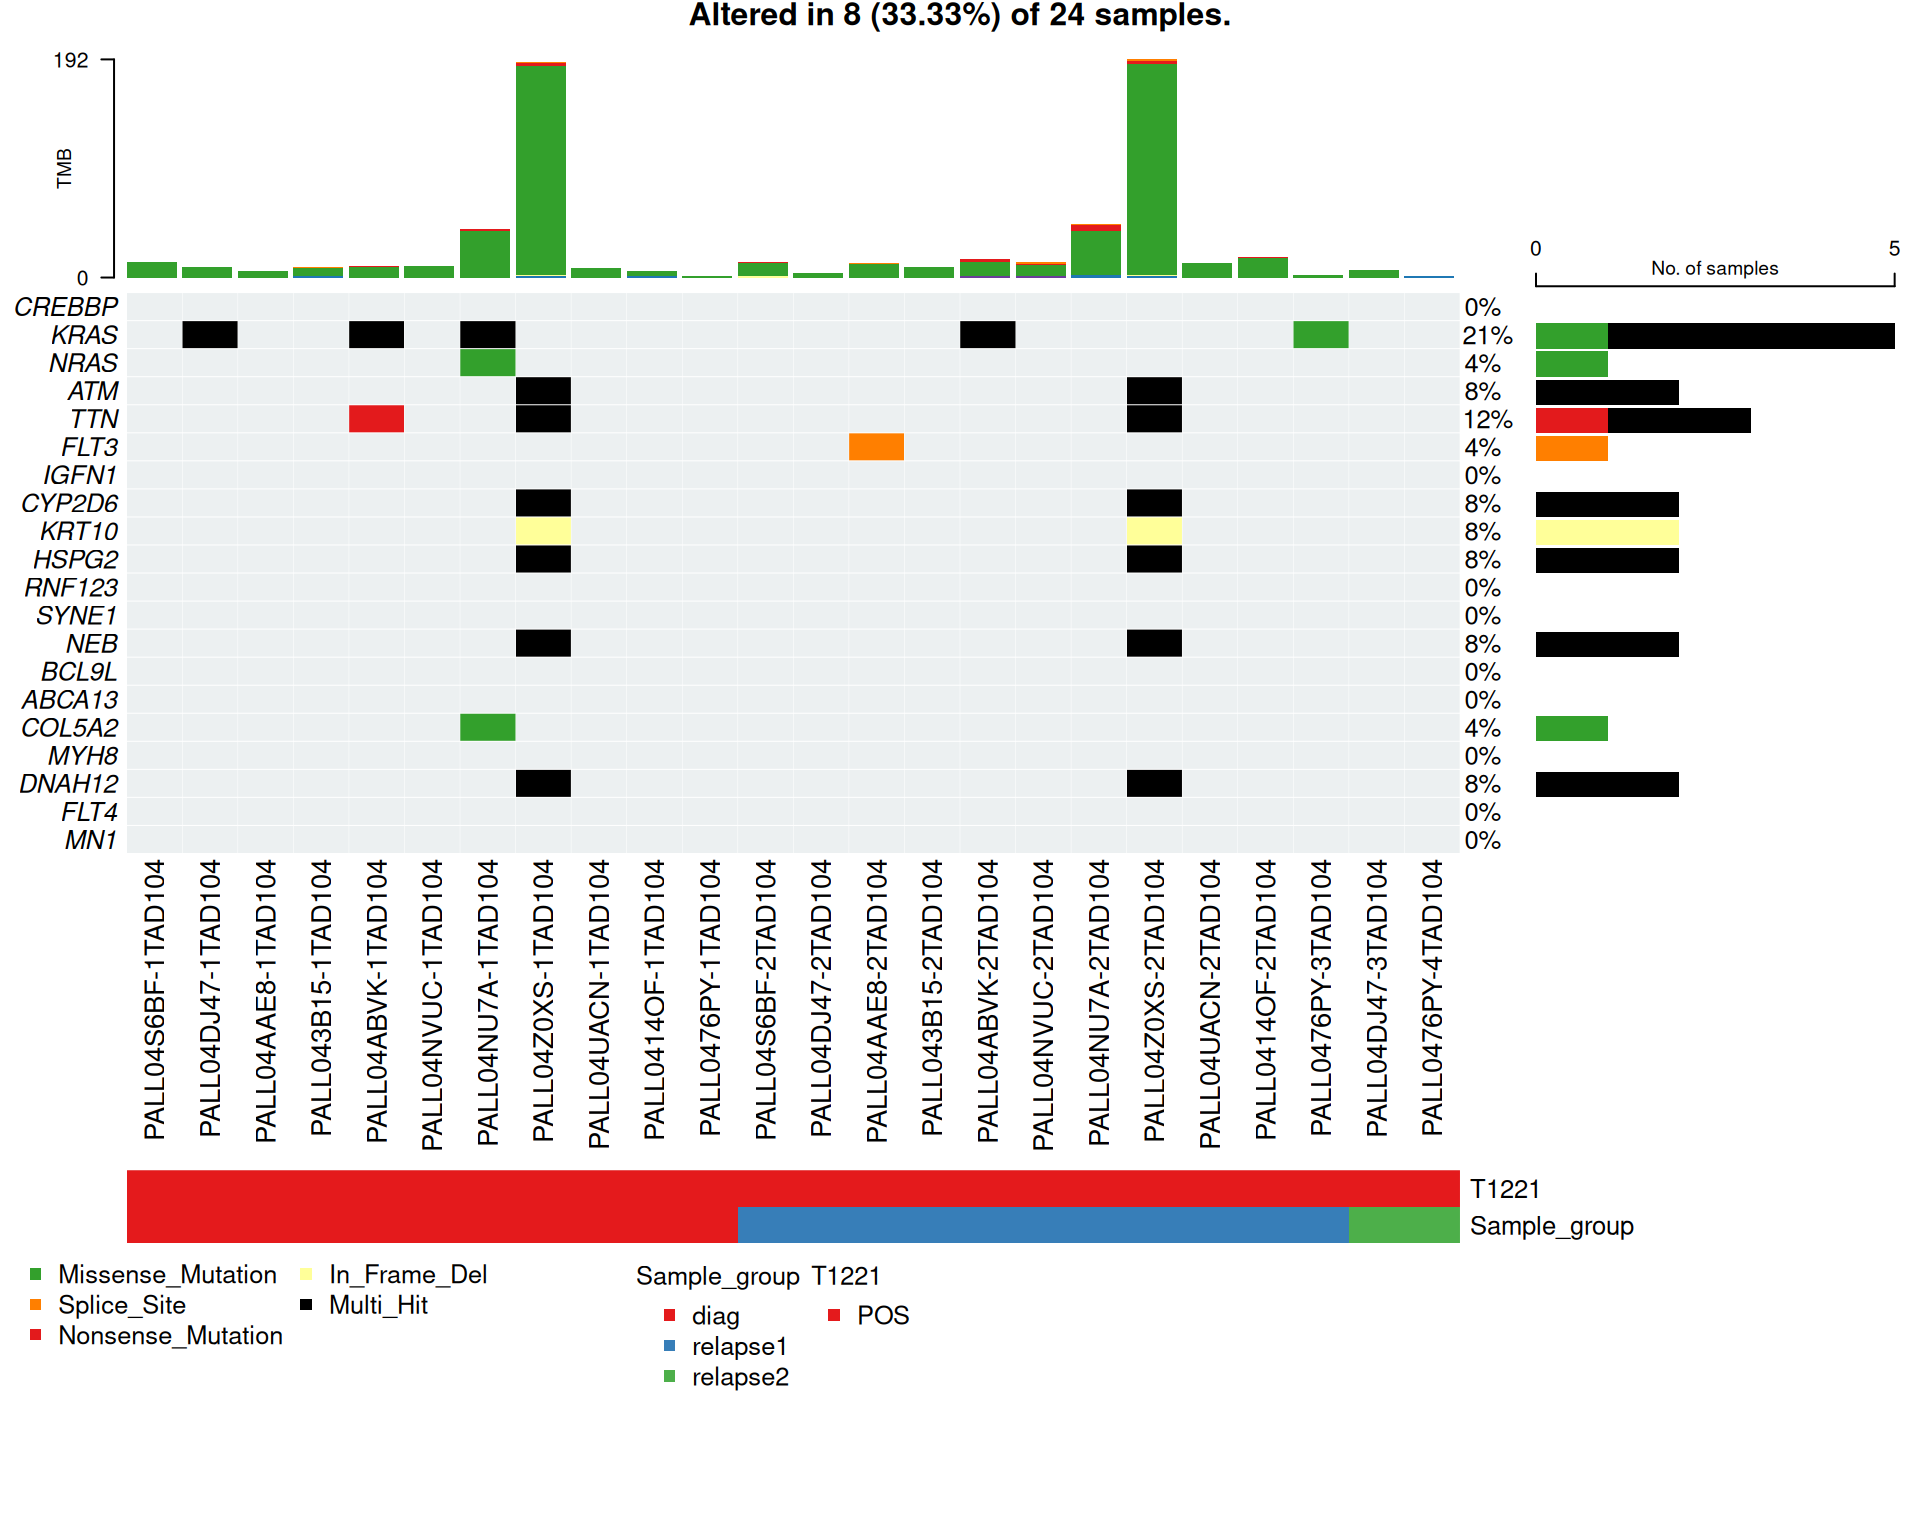 Altered in 8 (33.33%) of 24 samples.
192
TMB
0
0 5
No. of samples
CREBBP 0%
KRAS 21%
NRAS 4%
ATM 8%
TTN 12%
FLT3 4%
IGFN1 0%
CYP2D6 8%
KRT10 8%
HSPG2 8%
RNF123 0%
SYNE1 0%
NEB 8%
BCL9L 0%
ABCA13 0%
COL5A2 4%
MYH8 0%
DNAH12 8%
FLT4 0%
MN1 0%
PALL04S6BF-1TAD104
PALL04DJ47-1TAD104
PALL04AAE8-1TAD104
PALL043B15-1TAD104
PALL04ABVK-1TAD104
PALL04NVUC-1TAD104
PALL04NU7A-1TAD104
PALL04Z0XS-1TAD104
PALL04UACN-1TAD104
PALL0414OF-1TAD104
PALL0476PY-1TAD104
PALL04S6BF-2TAD104
PALL04DJ47-2TAD104
PALL04AAE8-2TAD104
PALL043B15-2TAD104
PALL04ABVK-2TAD104
PALL04NVUC-2TAD104
PALL04NU7A-2TAD104
PALL04Z0XS-2TAD104
PALL04UACN-2TAD104
PALL0414OF-2TAD104
PALL0476PY-3TAD104
PALL04DJ47-3TAD104
PALL0476PY-4TAD104
T1221
Sample_group
Missense_Mutation In_Frame_Del
Splice_Site Multi_Hit
Nonsense_Mutation
Sample_group T1221
diag POS
relapse1
relapse2